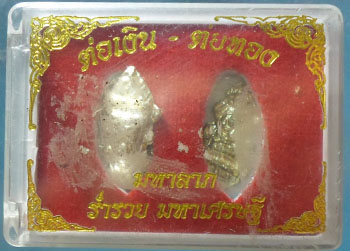 ต่อเงิน - ต่อทอง
มหาลาภ
ร่ำรวย มหาเศรษฐี